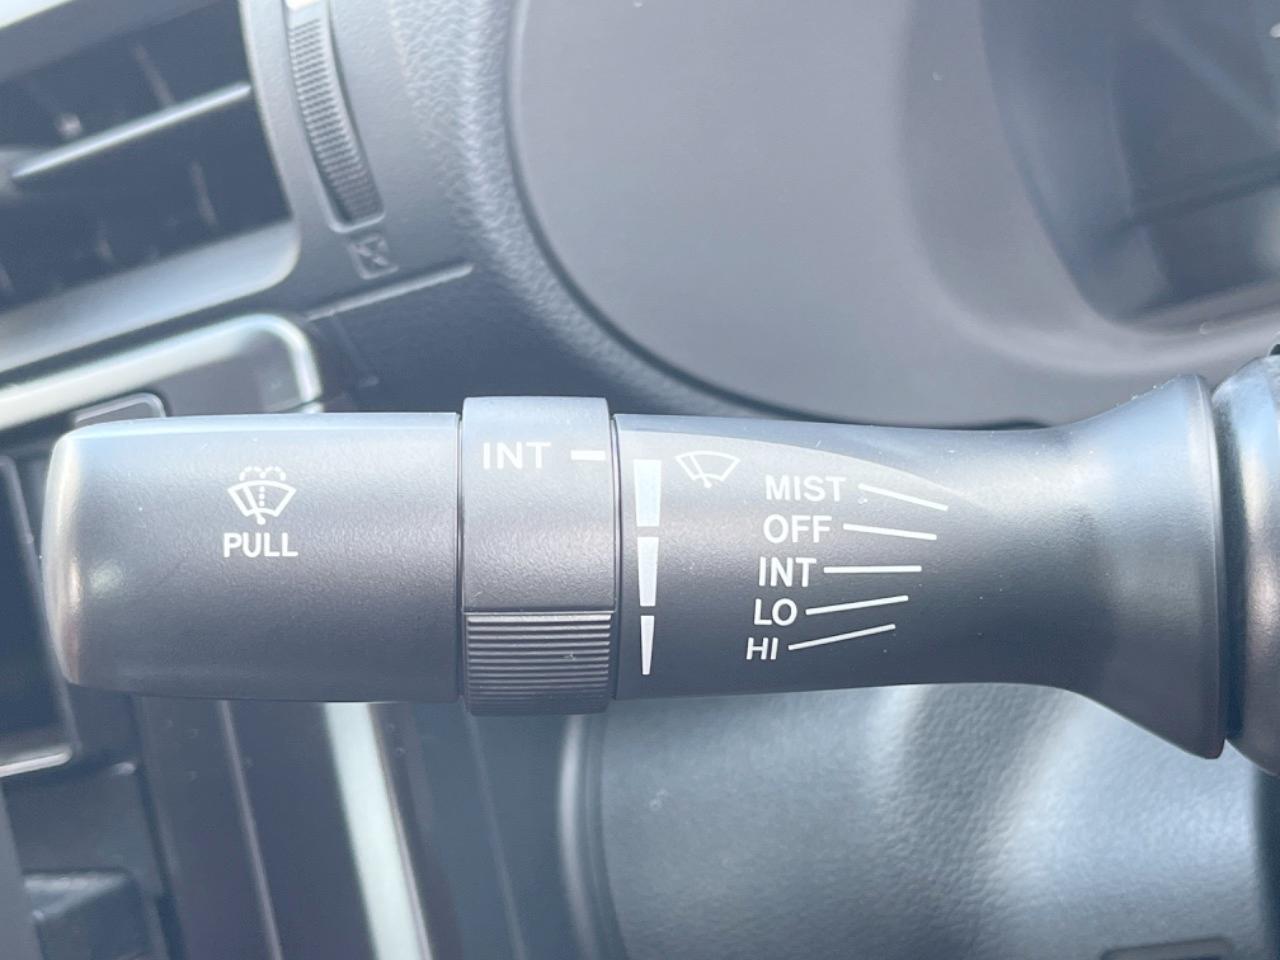 PULL
INT
MIST
OFF
INT
LO
HI